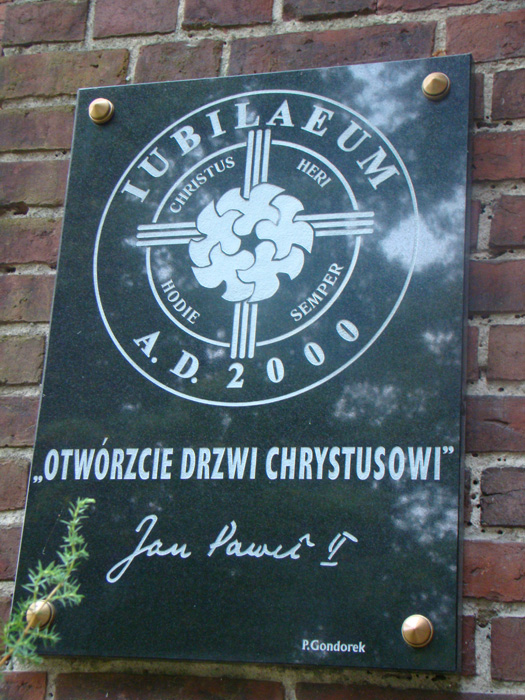 IUBILAEUM
CHRISTUS HERI
HODIE SEMPER
A. D. 2000
„OTWÓRZCIE DRZWI CHRYSTUSOWI”
Jan Paweł II
P.Gondorek